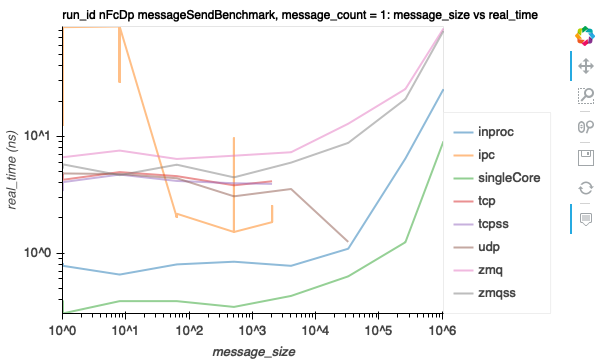 run_id nFcDp messageSendBenchmark, message_count = 1: message_size vs real_time
real_time (ns)
10^1
10^0
10^0
10^1
10^2
10^3
10^4
10^5
10^6
message_size
inproc
ipc
singleCore
tcp
tcpss
udp
zmq
zmqss